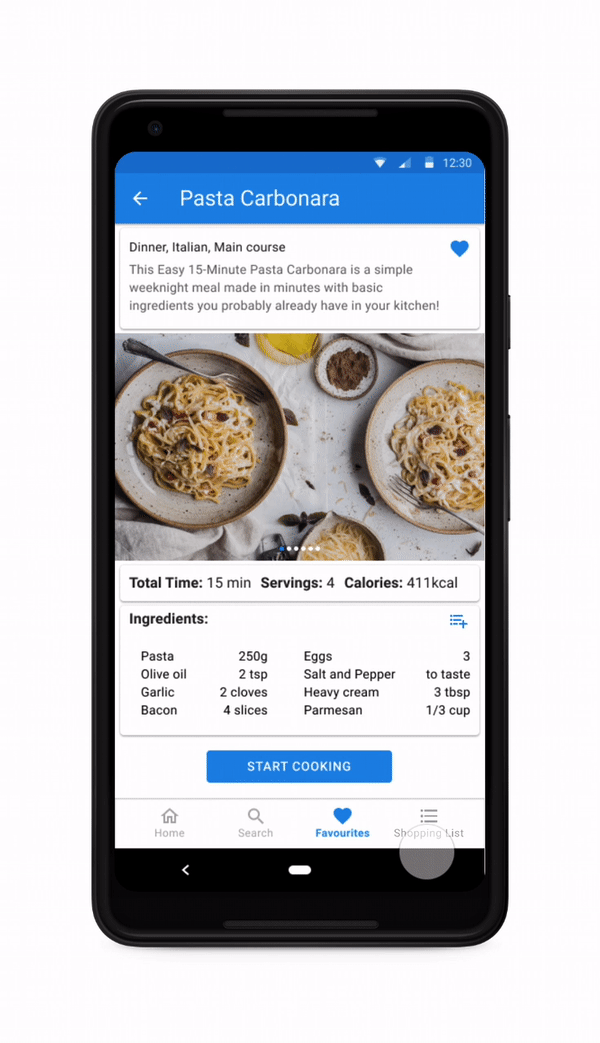 12:30
Pasta Carbonara
Dinner, Italian, Main course
This Easy 15-Minute Pasta Carbonara is a simple
weeknight meal made in minutes with basic
ingredients you probably already have in your kitchen!
Total Time: 15 min Servings: 4 Calories: 411kcal
Ingredients:
Pasta 250g Eggs 3
Olive oil 2 tsp Salt and Pepper to taste
Garlic 2 cloves Heavy cream 3 tbsp
Bacon 4 slices Parmesan 1/3 cup
START COOKING
Home Search Favourites Shopping List